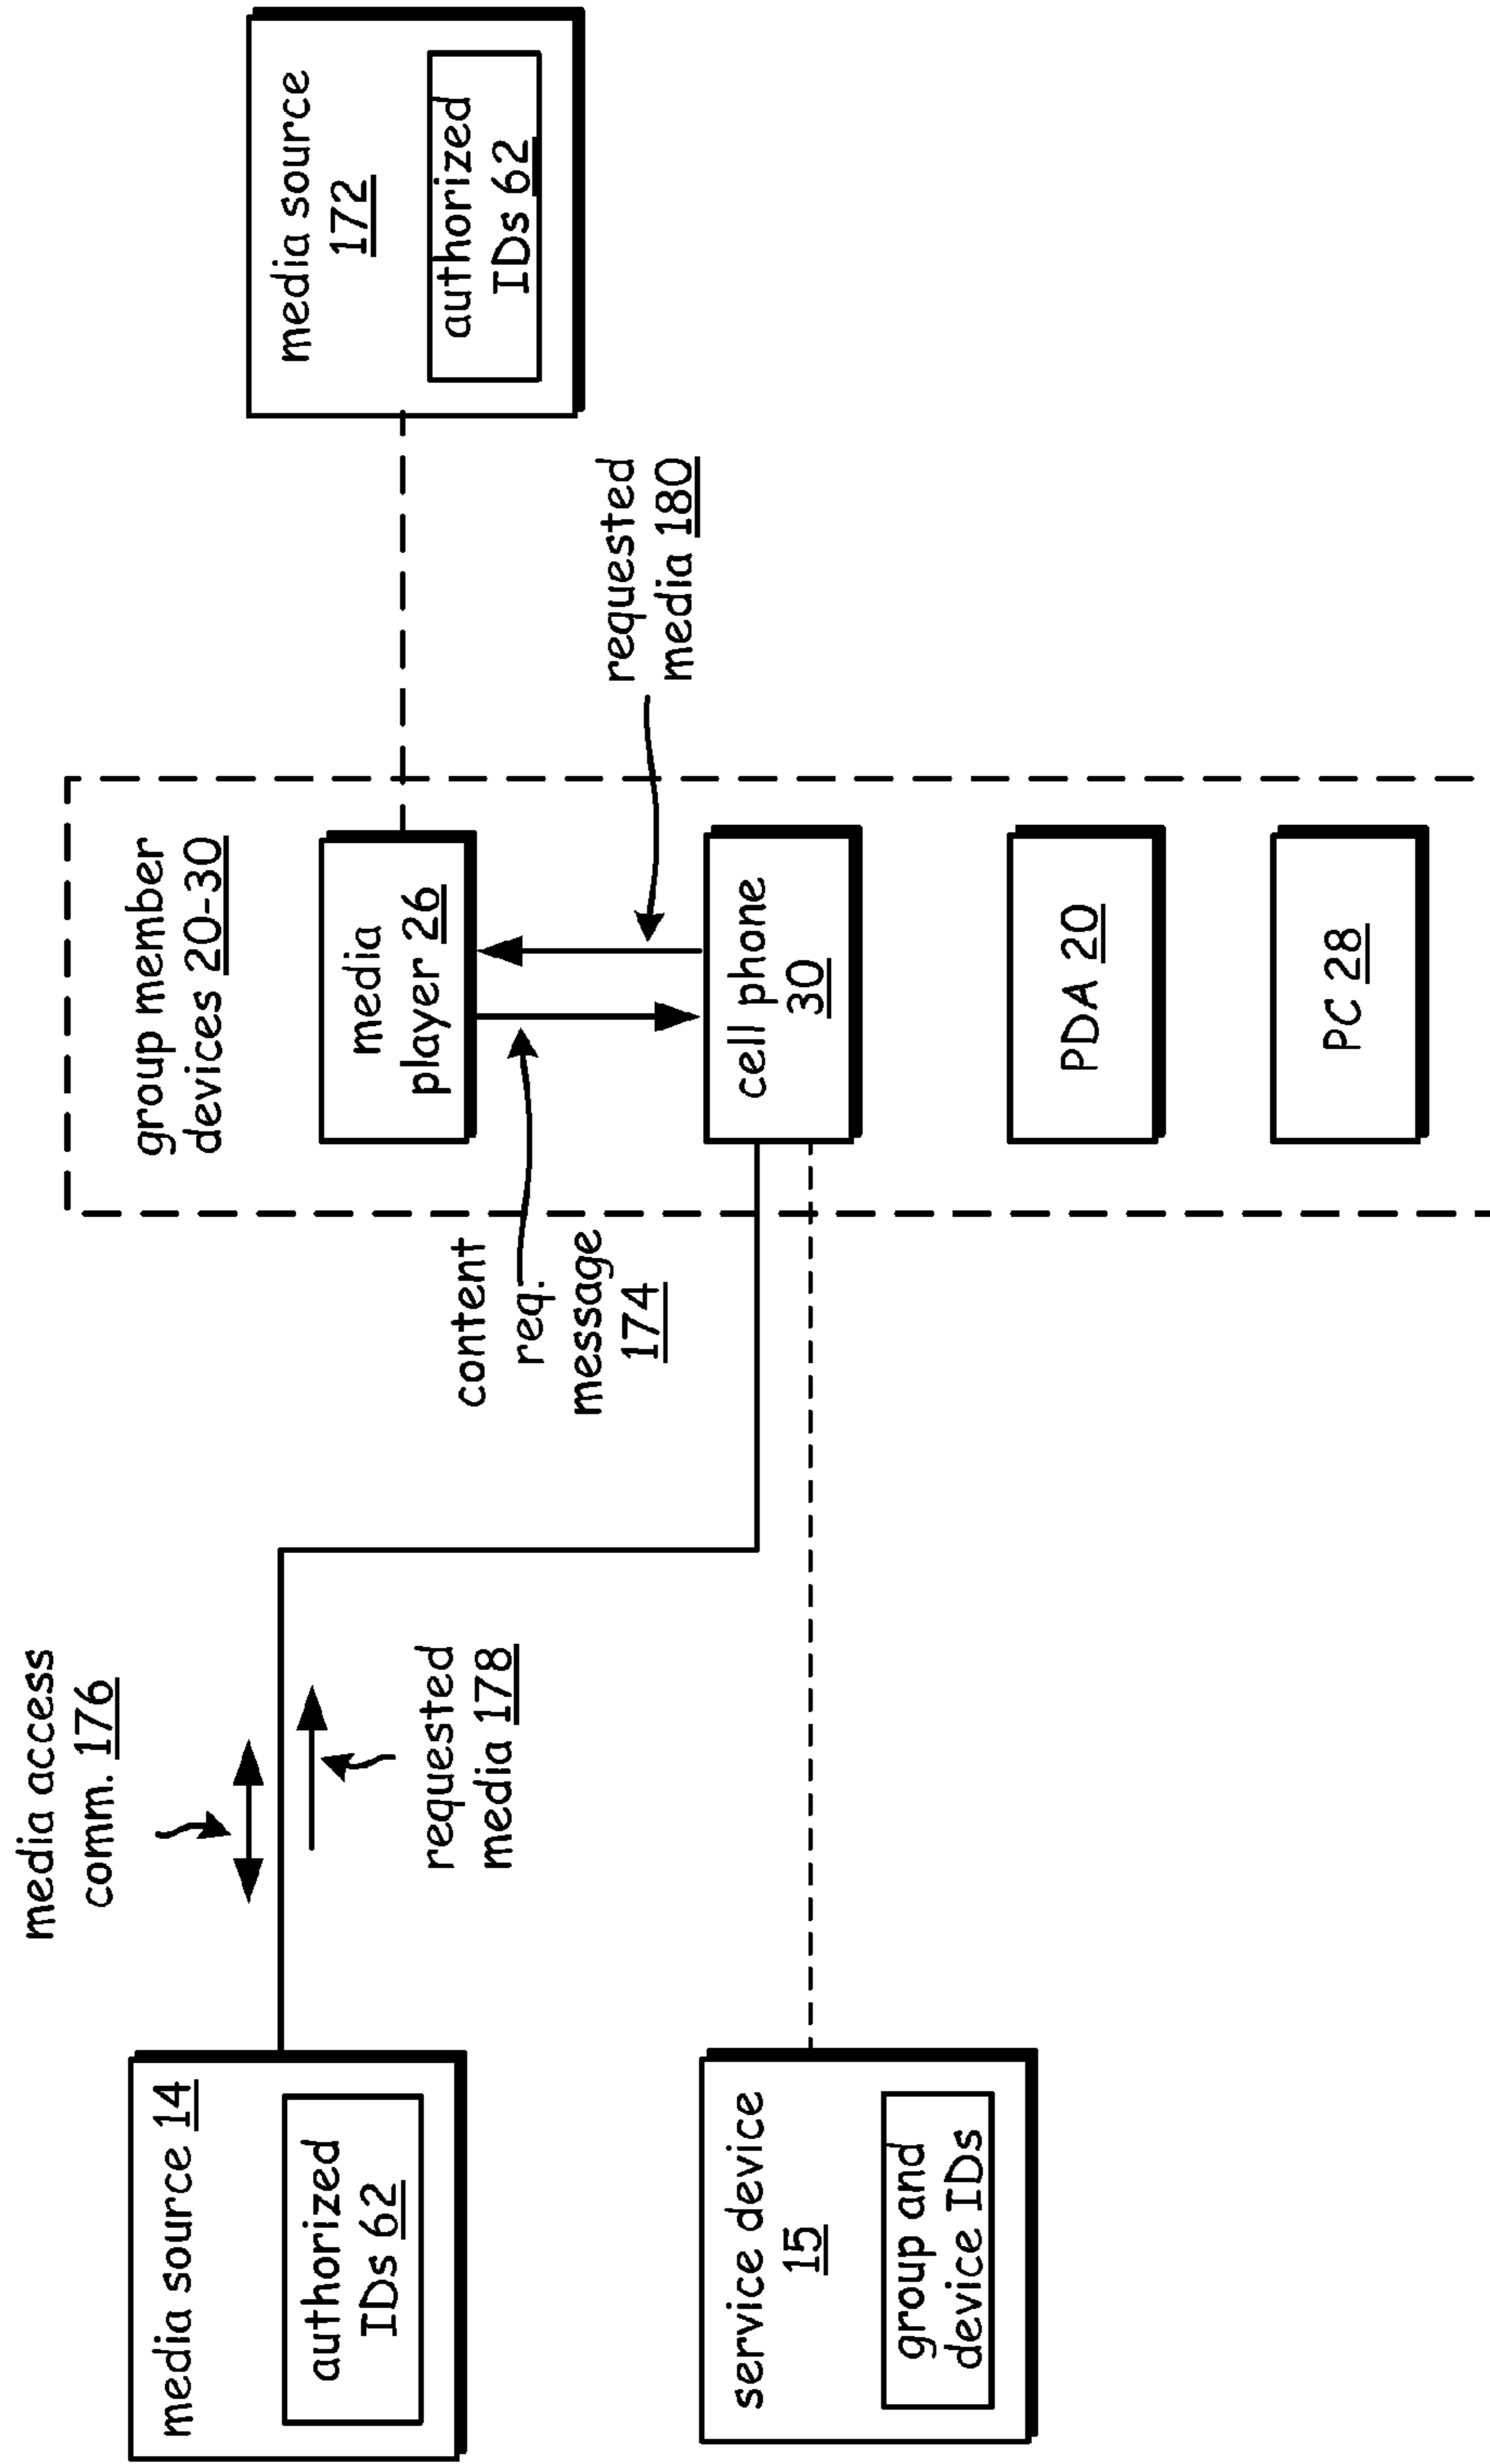 media access
comm. 176
media source 14
authorized
IDs 62
requested
media 178
service device
15
group and
device IDs
group member
devices 20-30
media
player 26
content
req.
message
174
cell phone
30
requested
media 180
PDA 20
PC 28
media source
172
authorized
IDs 62